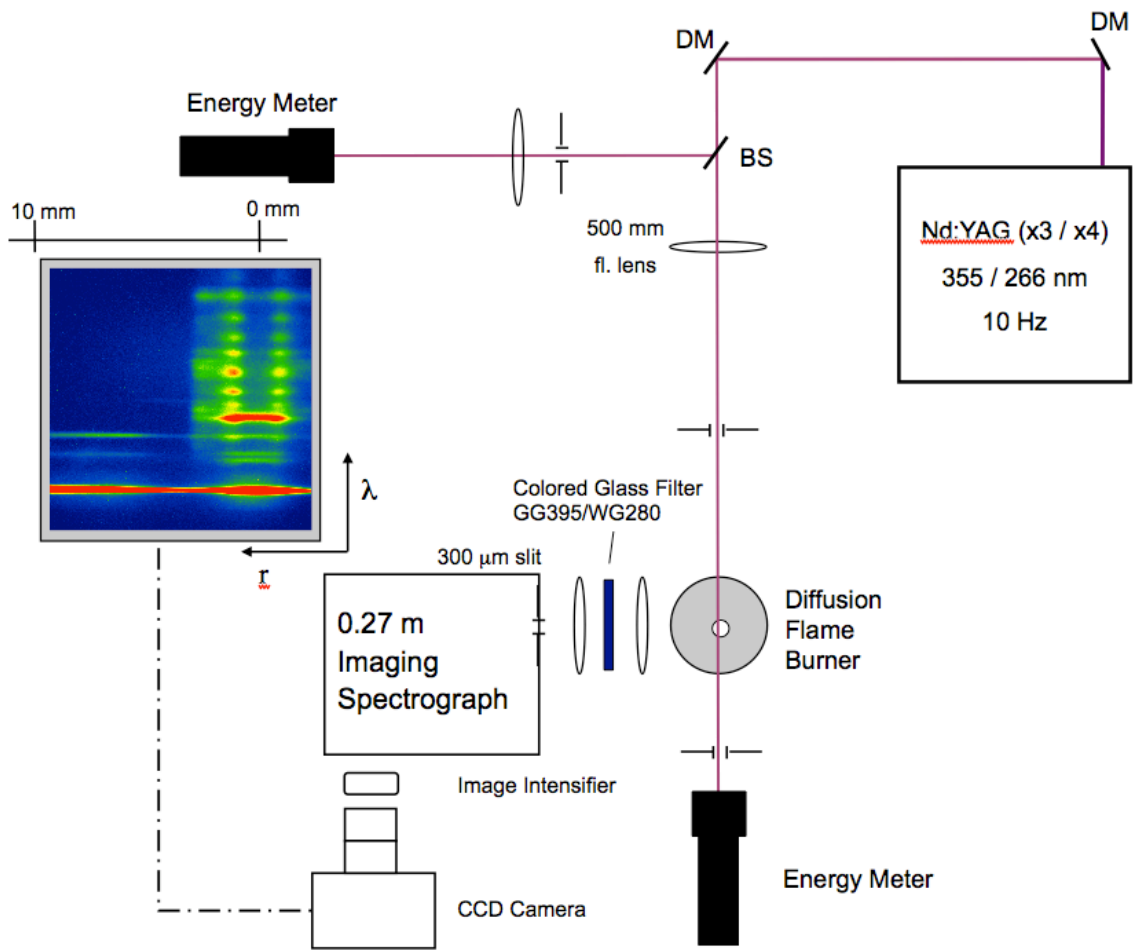 DM
DM
Energy Meter
BS
10 mm
0 mm
500 mm
fl. lens
Nd:YAG (x3 / x4)
355 / 266 nm
10 Hz
λ
r
Colored Glass Filter
GG395/WG280
300 μm slit
0.27 m
Imaging
Spectrograph
Diffusion
Flame
Burner
Image Intensifier
Energy Meter
CCD Camera